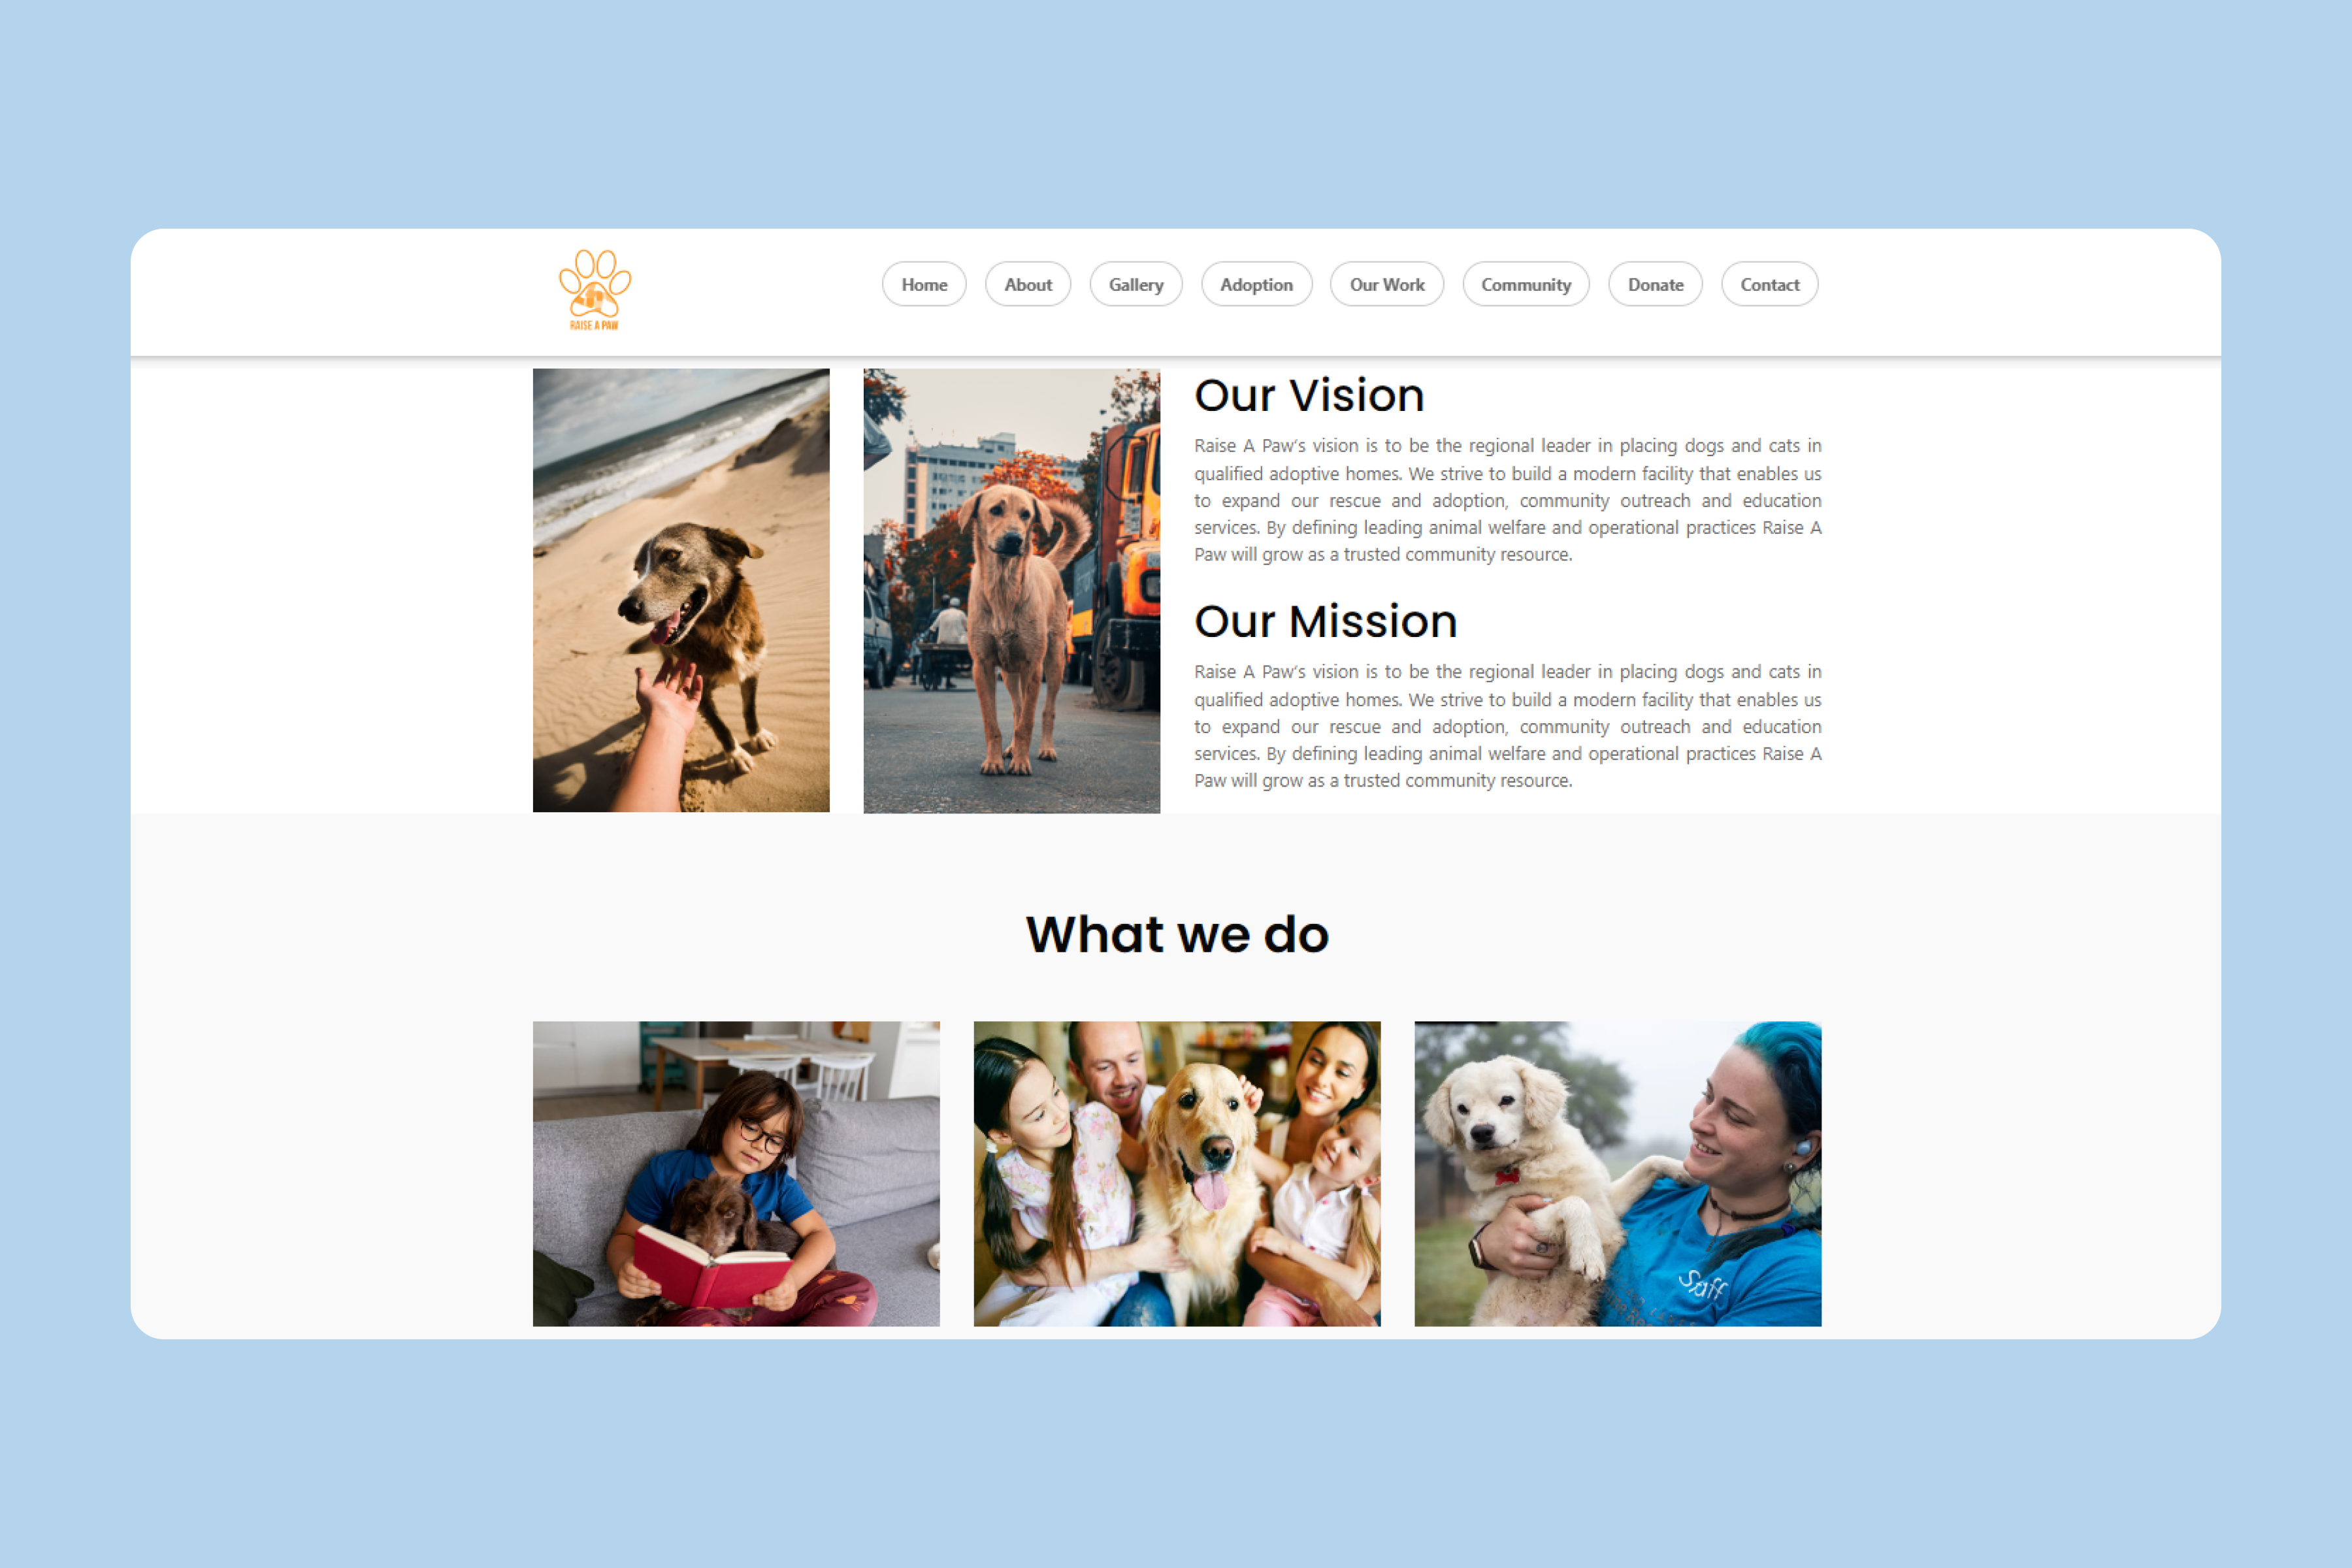 RAISE A PAW
Home
About
Gallery
Adoption
Our Work
Community
Donate
Contact
Our Vision
Raise A Paw‘s vision is to be the regional leader in placing dogs and cats in
qualified adoptive homes. We strive to build a modern facility that enables us
to expand our rescue and adoption, community outreach and education
services. By defining leading animal welfare and operational practices Raise A
Paw will grow as a trusted community resource.
Our Mission
Raise A Paw‘s vision is to be the regional leader in placing dogs and cats in
qualified adoptive homes. We strive to build a modern facility that enables us
to expand our rescue and adoption, community outreach and education
services. By defining leading animal welfare and operational practices Raise A
Paw will grow as a trusted community resource.
What we do
Staff